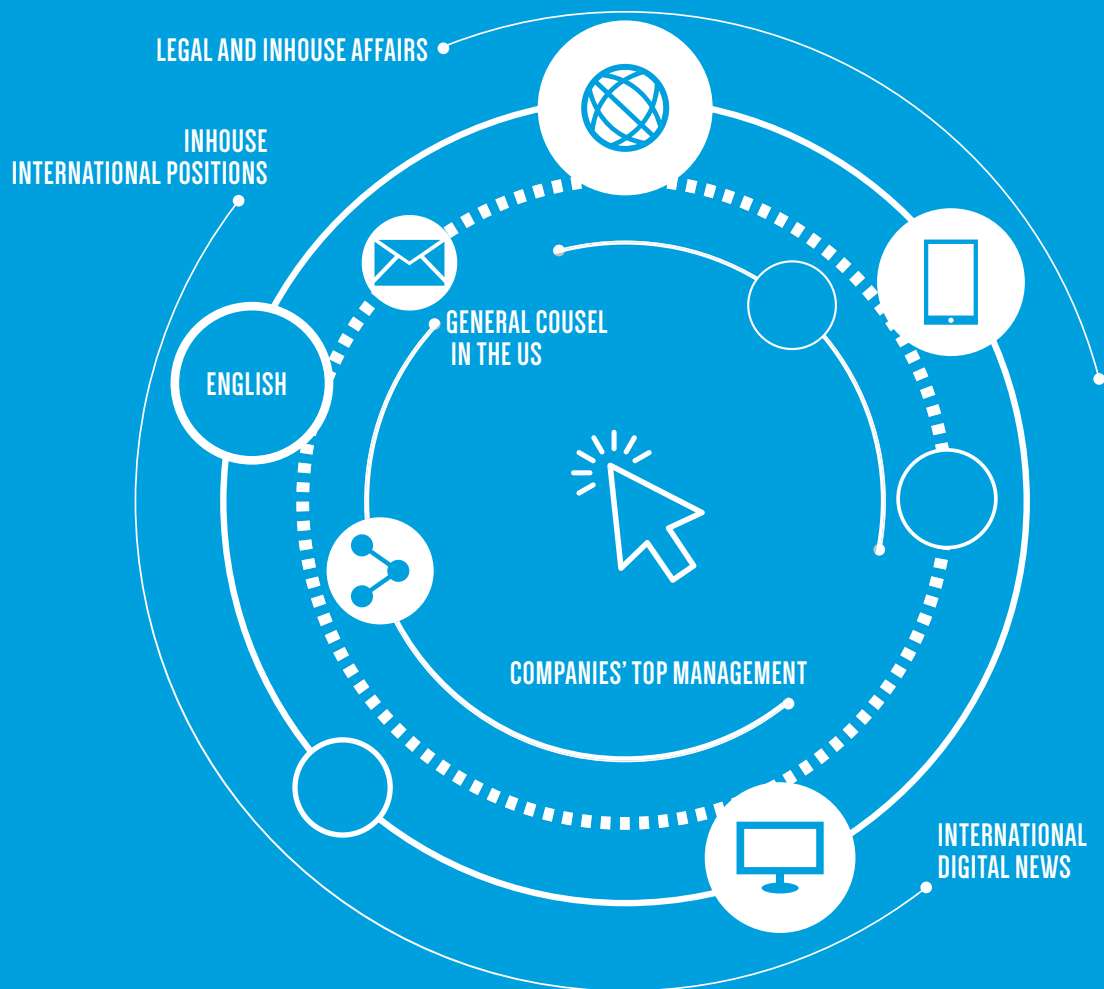 LEGAL AND INHOUSE AFFAIRS
INHOUSE
INTERNATIONAL POSITIONS
GENERAL COUSEL
IN THE US
ENGLISH
COMPANIES' TOP MANAGEMENT
INTERNATIONAL
DIGITAL NEWS